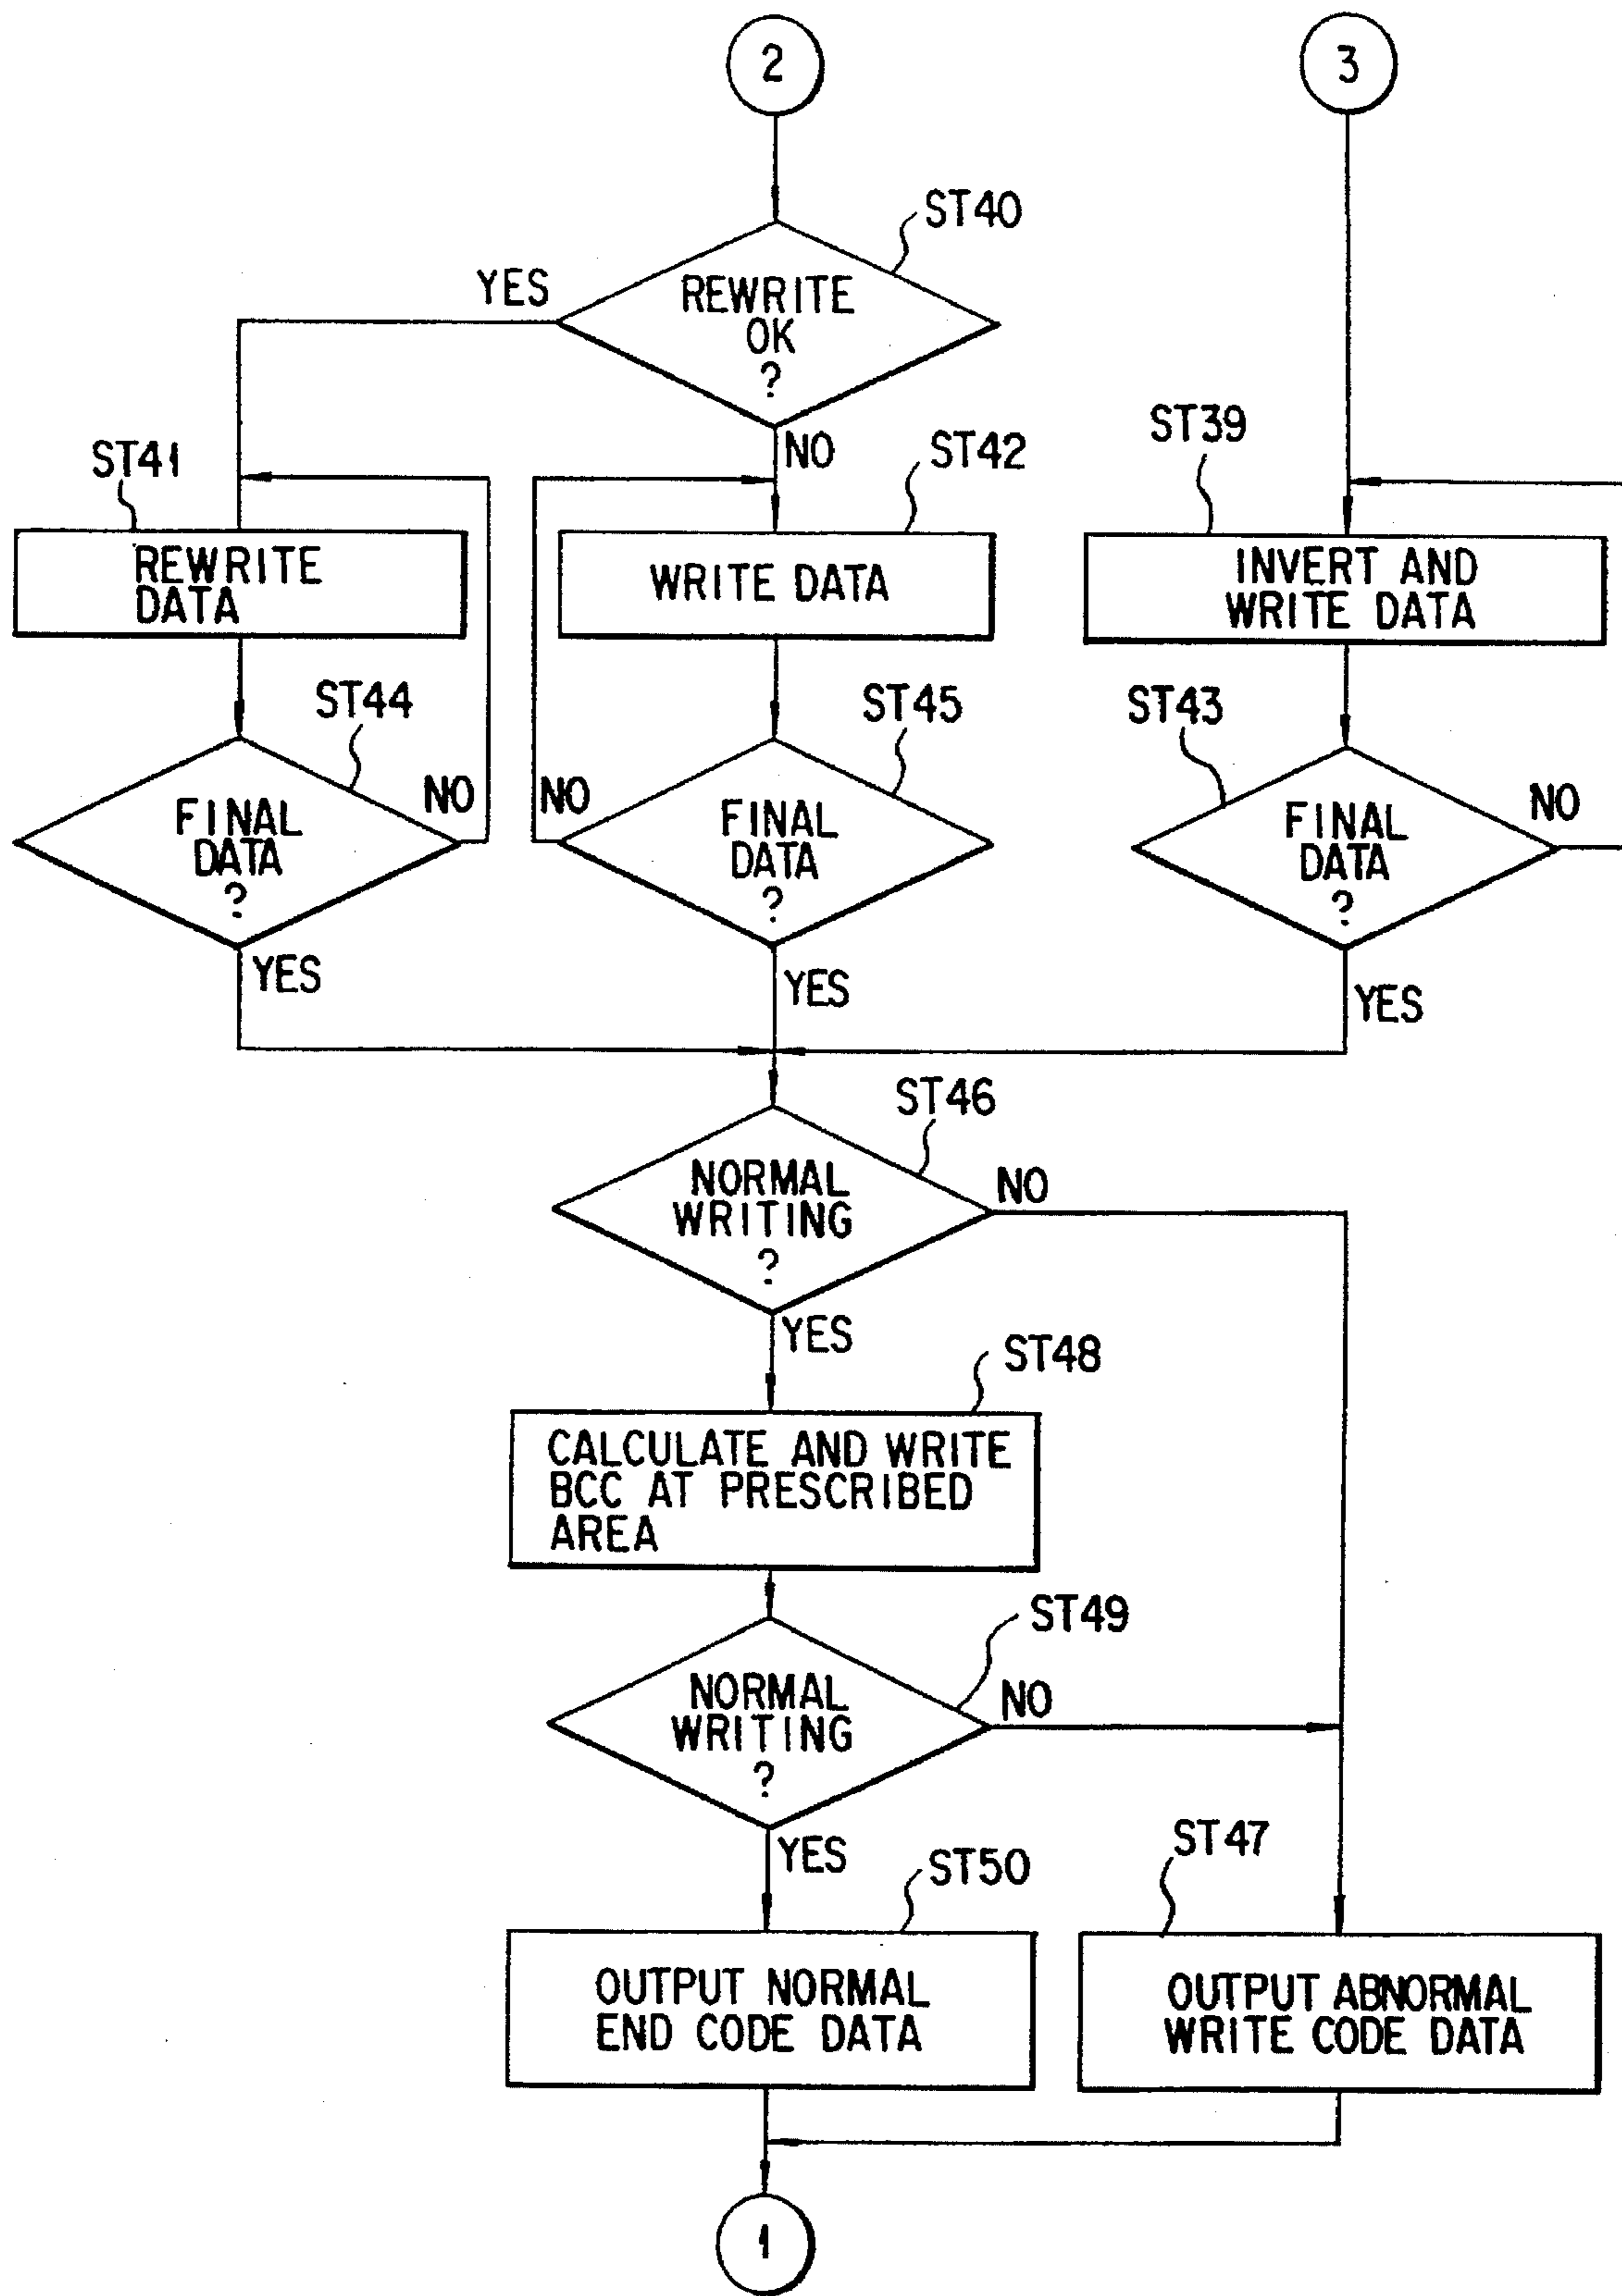 2
3
ST40
YES
REWRITE
OK
?
NO
ST41
ST42
ST39
REWRITE
DATA
WRITE DATA
INVERT AND
WRITE DATA
ST44
ST45
ST43
FINAL
DATA
?
NO
NO
FINAL
DATA
?
FINAL
DATA
?
NO
YES
YES
YES
ST46
NORMAL
WRITING
?
NO
YES
ST48
CALCULATE AND WRITE
BCC AT PRESCRIBED
AREA
ST49
NORMAL
WRITING
?
NO
YES
ST50
ST47
OUTPUT NORMAL
END CODE DATA
OUTPUT ABNORMAL
WRITE CODE DATA
1